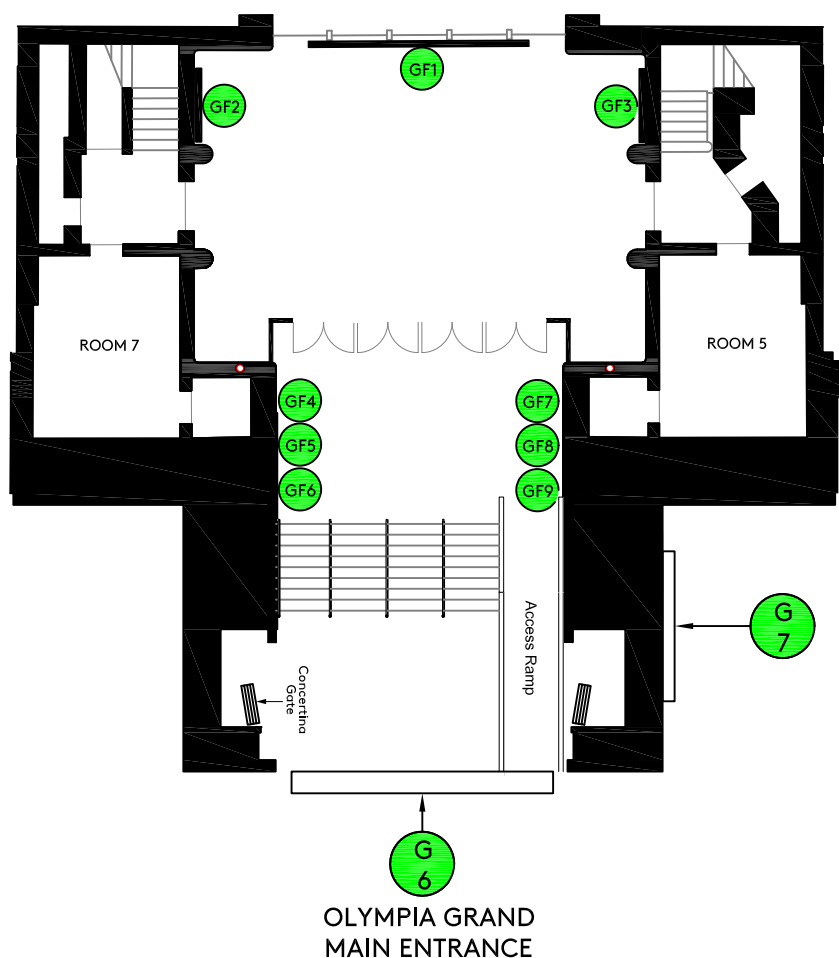 GF1
GF2
GF3
ROOM 7
ROOM 5
GF4
GF7
GF5
GF8
GF6
GF9
Access Ramp
G
7
Concertina
Gate
G
6
OLYMPIA GRAND
MAIN ENTRANCE